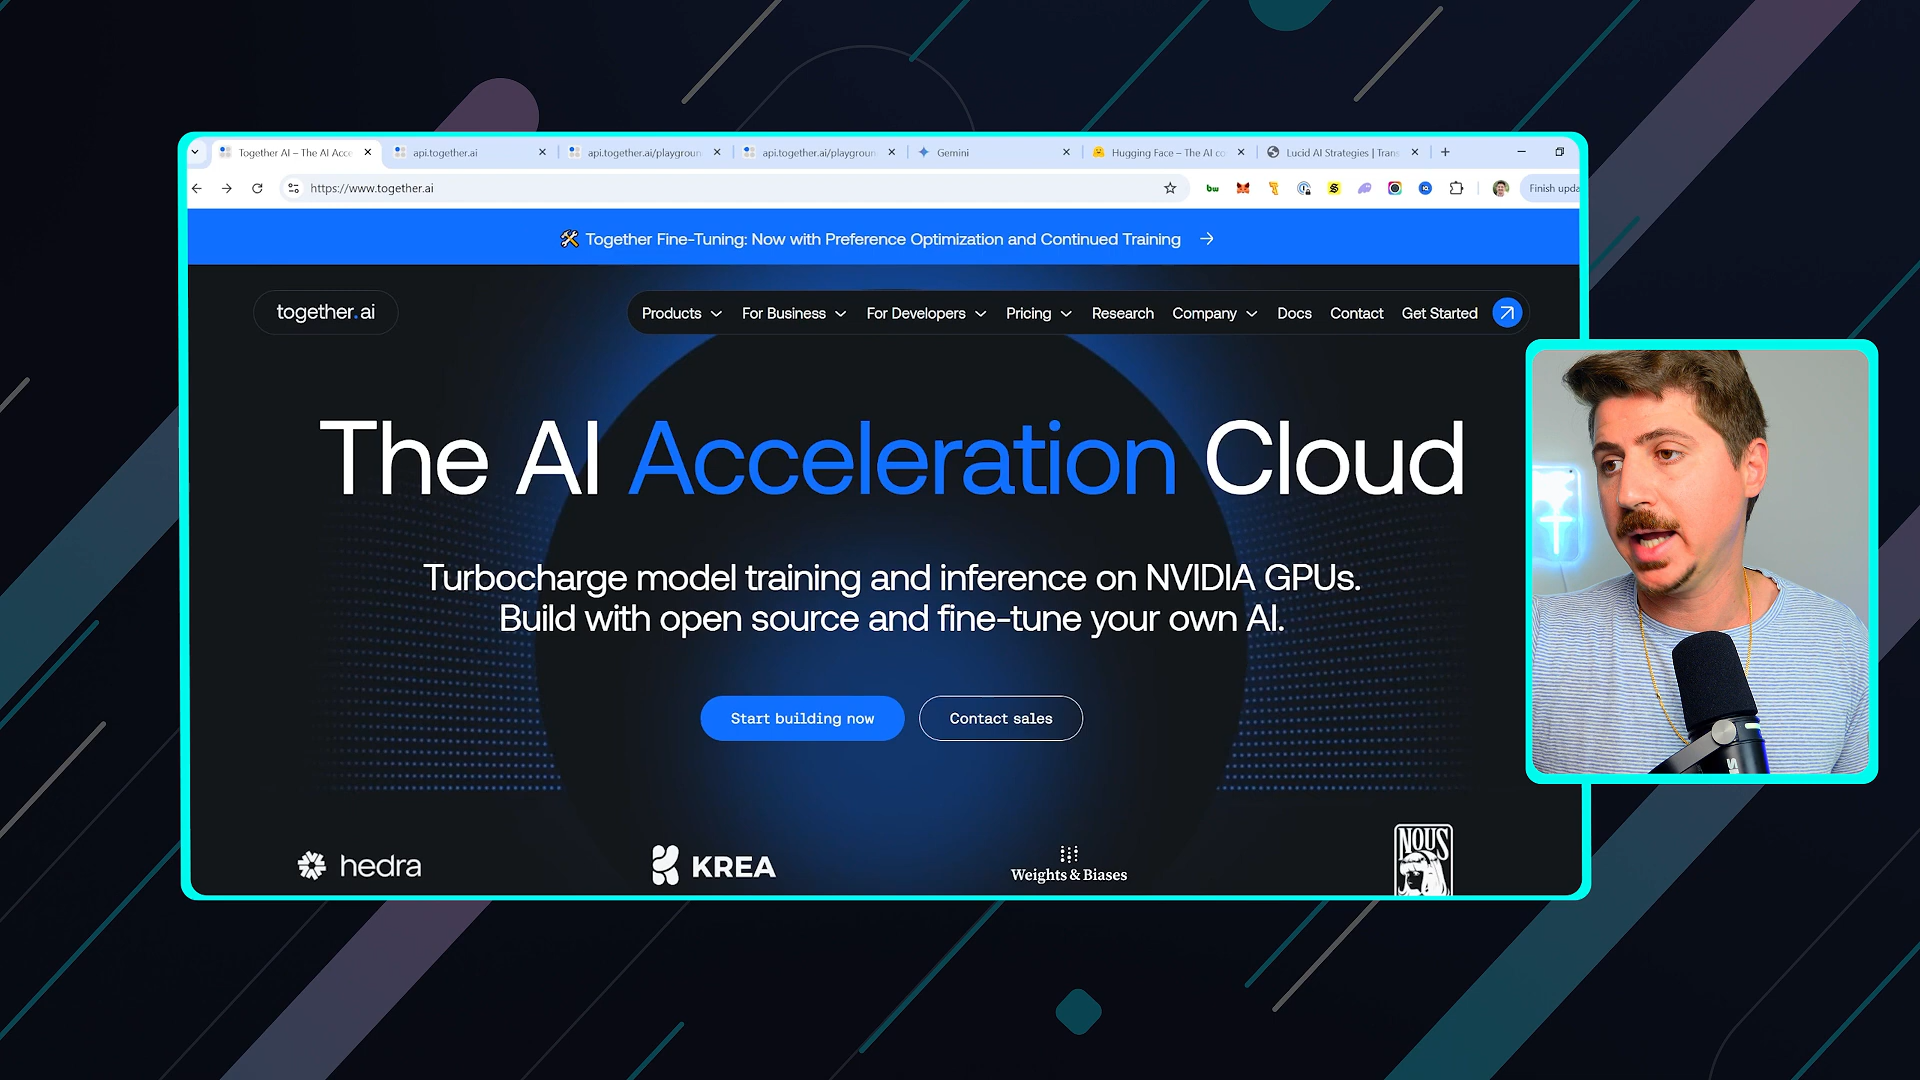 Together AI – The AI Acce
api.together.ai
api.together.ai/playgroun
api.together.ai/playgroun
Gemini
Hugging Face – The AI co
Lucid AI Strategies | Trans
https://www.together.ai
bw
Finish upda
Together Fine-Tuning: Now with Preference Optimization and Continued Training
together.ai
Products
For Business
For Developers
Pricing
Research
Company
Docs
Contact
Get Started
The AI Acceleration Cloud
Turbocharge model training and inference on NVIDIA GPUs.
Build with open source and fine-tune your own AI.
Start building now
Contact sales
hedra
KREA
Weights & Biases
NOUS